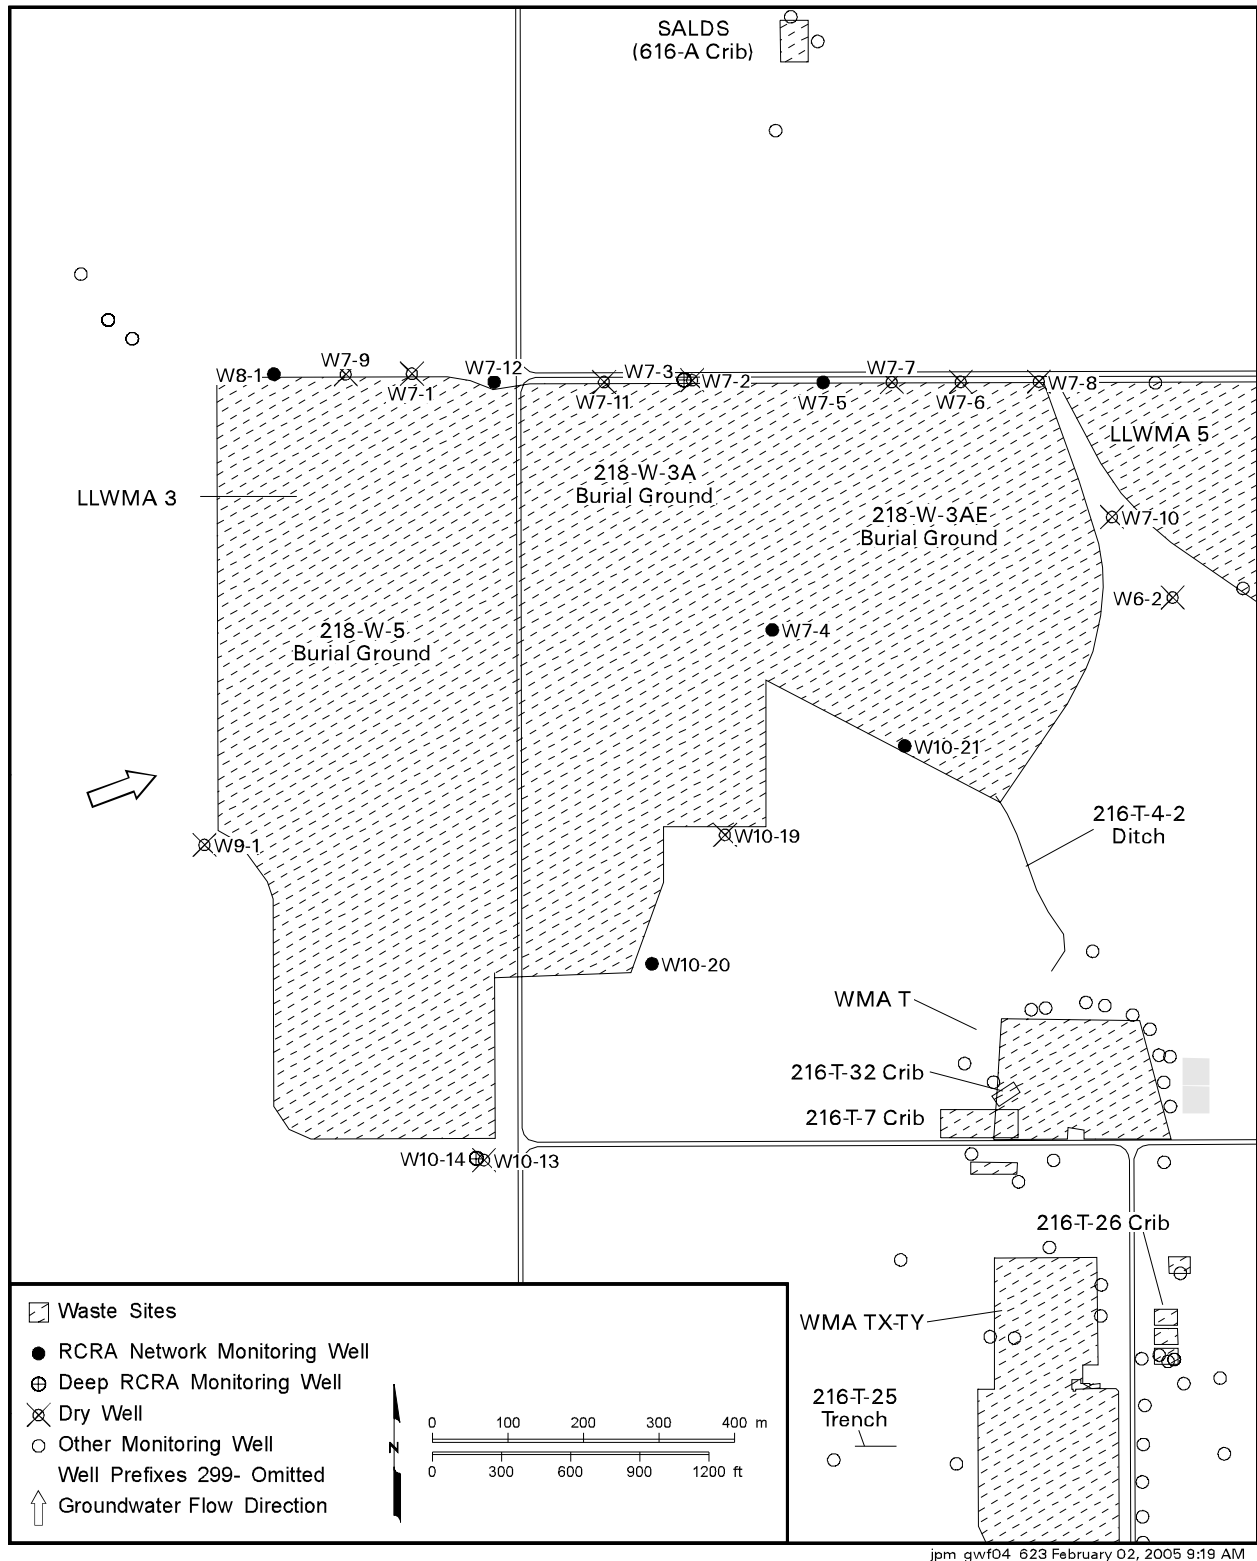 SALDS
(616-A Crib)
W8-1
W7-9
W7-1
W7-12
W7-11
W7-3
W7-2
W7-5
W7-7
W7-6
W7-8
LLWMA 5
LLWMA 3
218-W-3A
Burial Ground
218-W-3AE
Burial Ground
W7-10
W6-2
218-W-5
Burial Ground
W7-4
W10-21
W9-1
W10-19
216-T-4-2
Ditch
W10-20
WMA T
216-T-32 Crib
216-T-7 Crib
W10-14
W10-13
216-T-26 Crib
WMA TX-TY
216-T-25
Trench
Waste Sites
RCRA Network Monitoring Well
Deep RCRA Monitoring Well
Dry Well
Other Monitoring Well
Well Prefixes 299- Omitted
Groundwater Flow Direction
N
0 100 200 300 400 m
0 300 600 900 1200 ft
jpm_gwf04_623 February 02, 2005 9:19 AM